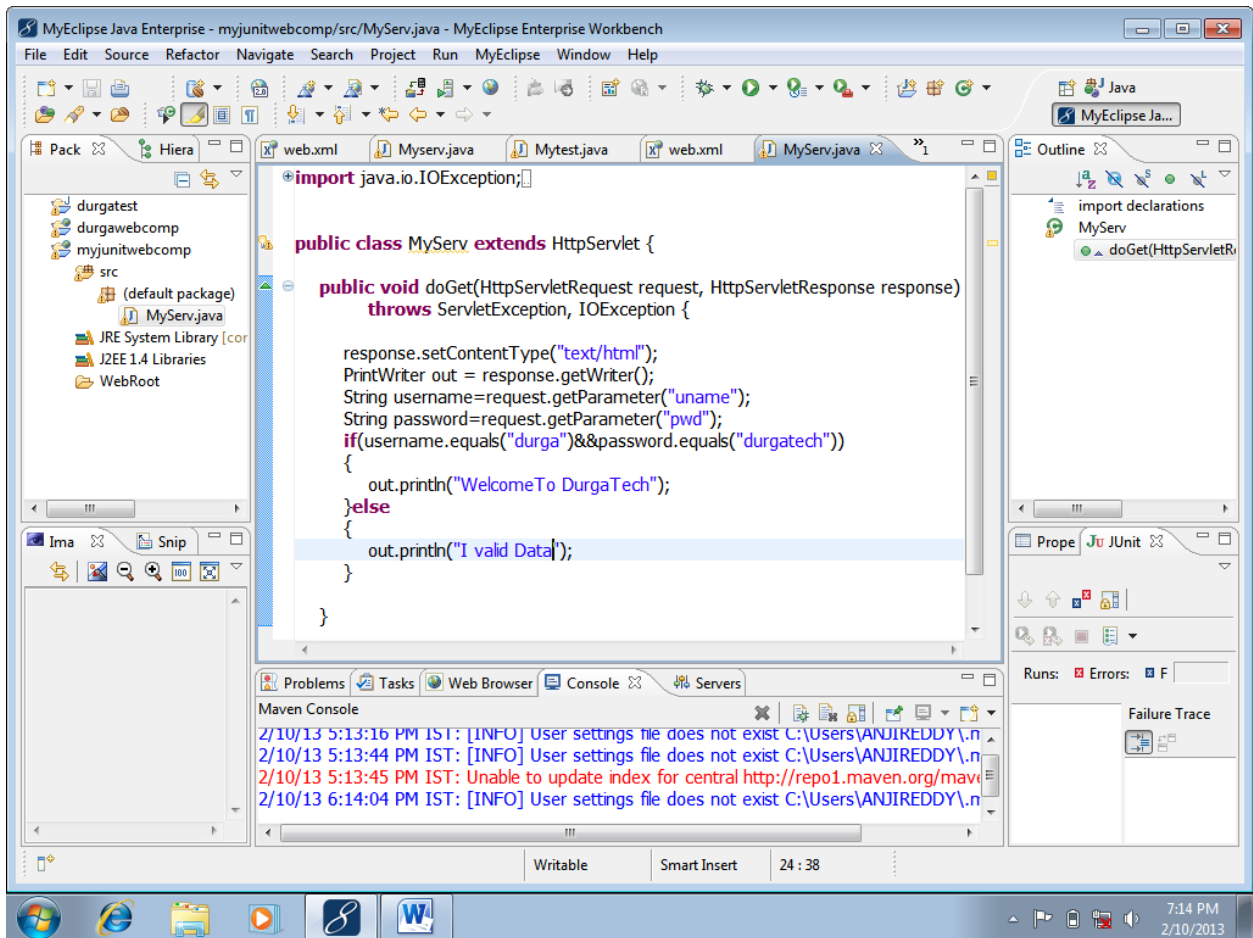 MyEclipse Java Enterprise - myjunitwebcomp/src/MyServ.java - MyEclipse Enterprise Workbench
File Edit Source Refactor Navigate Search Project Run MyEclipse Window Help
Java
MyEclipse Ja...
Pack
Hiera
web.xml
Myserv.java
Mytest.java
web.xml
MyServ.java
»1
Outline
durgatest
durgawebcomp
myjunitwebcomp
src
(default package)
MyServ.java
JRE System Library [cor
J2EE 1.4 Libraries
WebRoot
import java.io.IOException;
public class MyServ extends HttpServlet {
public void doGet(HttpServletRequest request, HttpServletResponse response)
throws ServletException, IOException {
response.setContentType("text/html");
PrintWriter out = response.getWriter();
String username=request.getParameter("uname");
String password=request.getParameter("pwd");
if(username.equals("durga")&&password.equals("durgatech"))
{
out.println("WelcomeTo DurgaTech");
}else
{
out.println("I valid Data");
}
}
import declarations
MyServ
doGet(HttpServletR
Ima
Snip
100
Prope
JUnit
Runs:
Errors:
F
Failure Trace
Problems
Tasks
Web Browser
Console
Servers
Maven Console
2/10/13 5:13:16 PM IST: [INFO] User settings file does not exist C:\Users\ANJIREDDY\.m
2/10/13 5:13:44 PM IST: [INFO] User settings file does not exist C:\Users\ANJIREDDY\.m
2/10/13 5:13:45 PM IST: Unable to update index for central http://repo1.maven.org/mave
2/10/13 6:14:04 PM IST: [INFO] User settings file does not exist C:\Users\ANJIREDDY\.m
Writable
Smart Insert
24 : 38
7:14 PM
2/10/2013